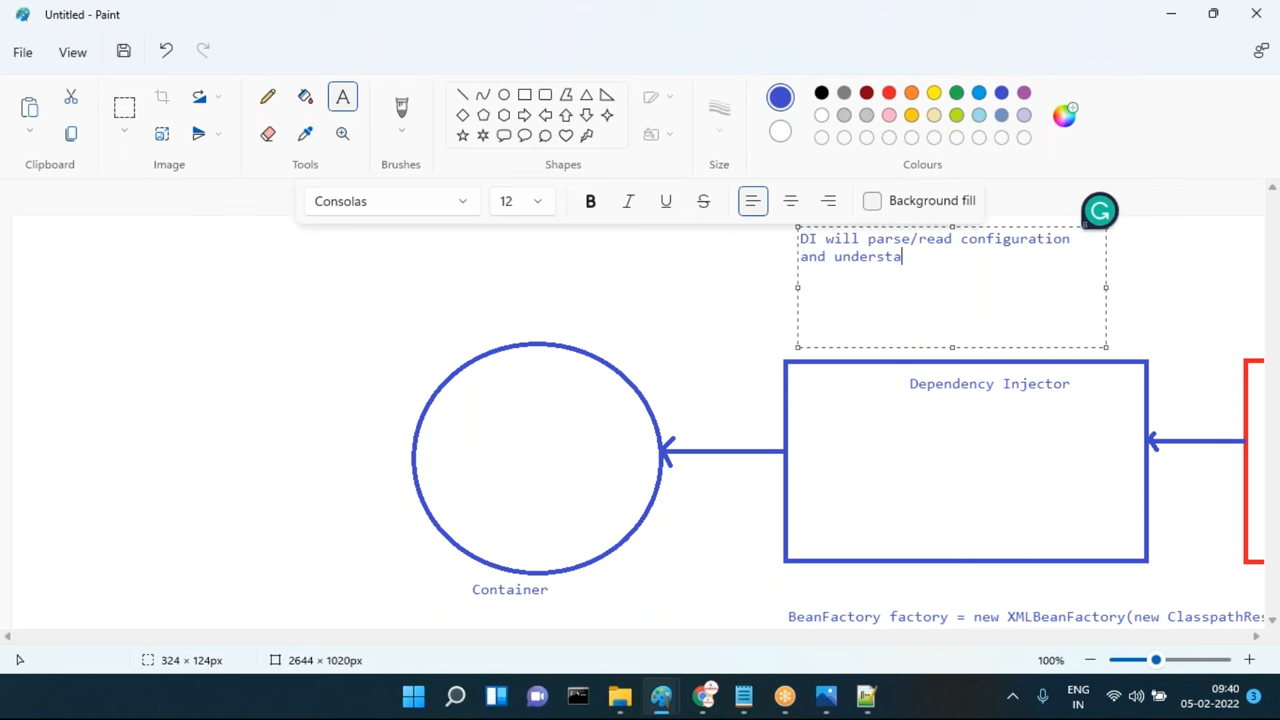 Untitled - Paint
File
View
Clipboard
Image
Tools
Brushes
Shapes
Size
Colours
Consolas
12
B
I
U
S
Background fill
DI will parse/read configuration
and understa
Dependency Injector
Container
BeanFactory factory = new XMLBeanFactory(new ClasspathRes
324 × 124px
2644 × 1020px
100%
ENG
IN
09:40
05-02-2022
3